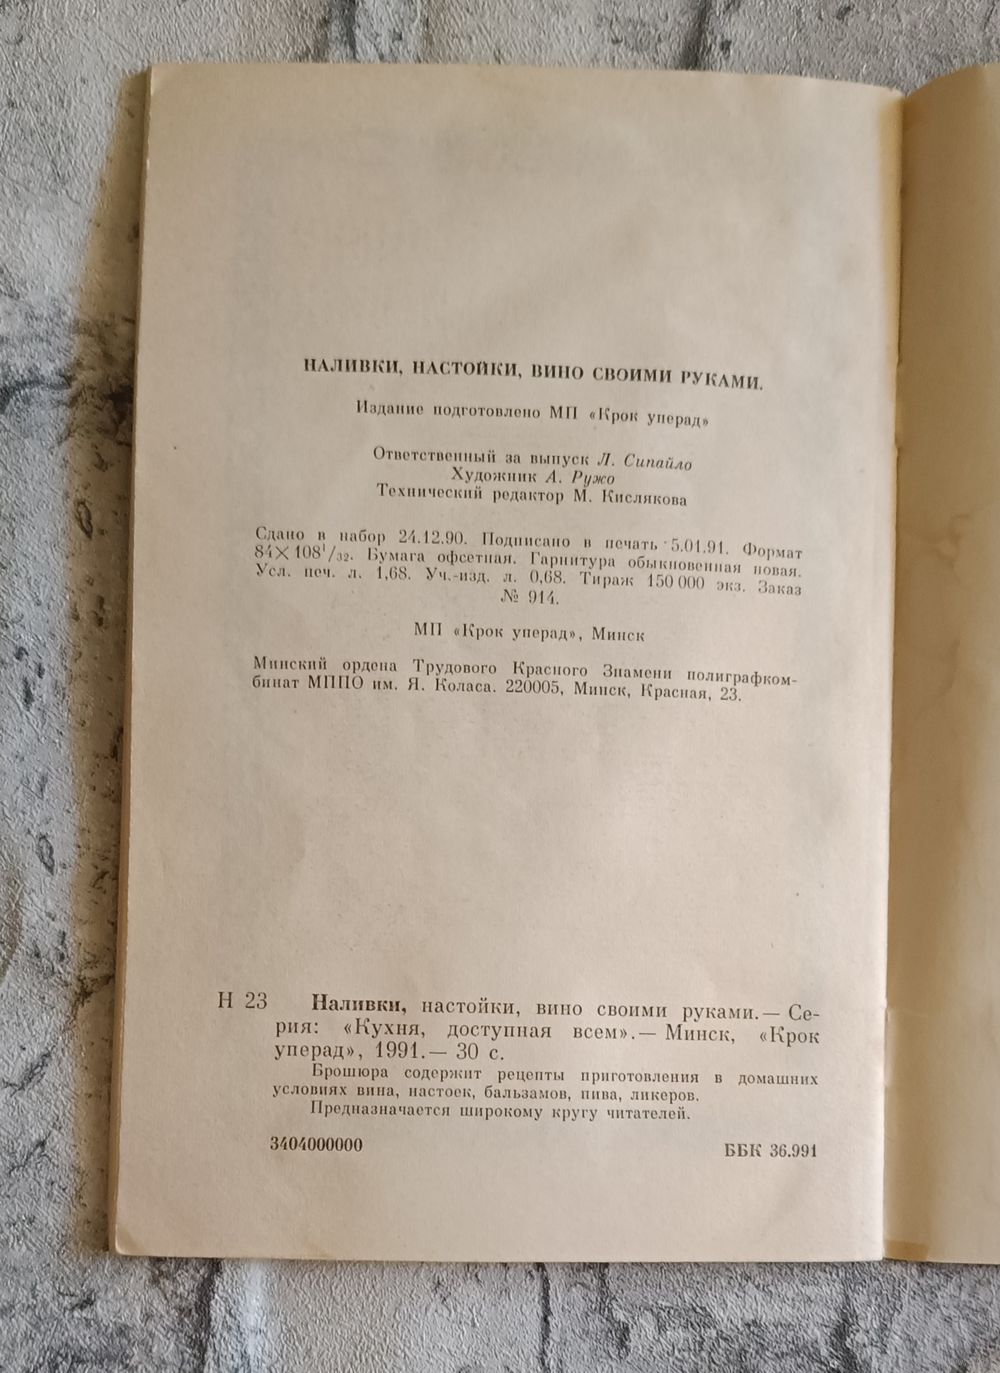 НАЛИВКИ, НАСТОЙКИ, ВИНО СВОИМИ РУКАМИ.
Издание подготовлено МП «Крок уперад»
Ответственный за выпуск Л. Сипайло
Художник А. Ружо
Технический редактор М. Кислякова
Сдано в набор 24.12.90. Подписано в печать 5.01.91. Формат
84×108¹/₃₂. Бумага офсетная. Гарнитура обыкновенная новая.
Усл. печ. л. 1,68. Уч.-изд. л. 0,68. Тираж 150 000 экз. Заказ
№ 914.
МП «Крок уперад», Минск
Минский ордена Трудового Красного Знамени полиграфком-
бинат МППО им. Я. Коласа. 220005, Минск, Красная, 23.
Н 23 Наливки, настойки, вино своими руками.— Се-
рия: «Кухня, доступная всем».— Минск, «Крок
уперад», 1991.— 30 с.
Брошюра содержит рецепты приготовления в домашних
условиях вина, настоек, бальзамов, пива, ликеров.
Предназначается широкому кругу читателей.
3404000000 ББК 36.991